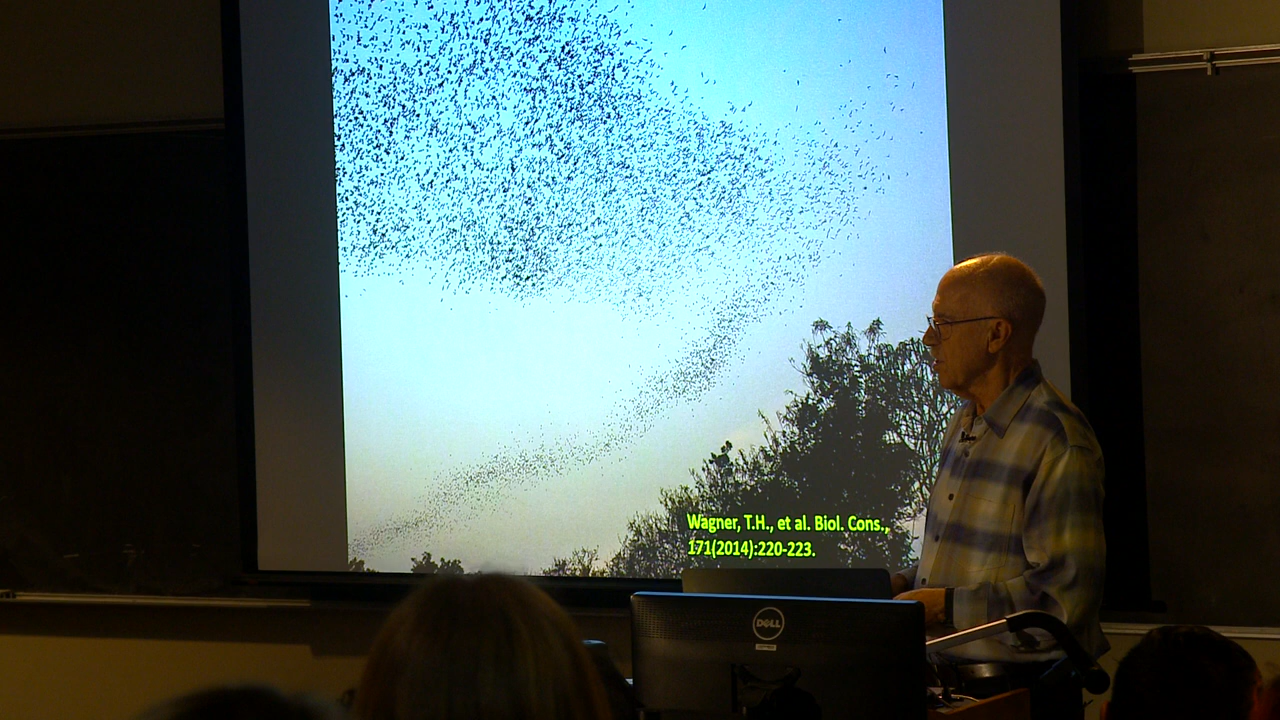 Wagner, T.H., et al. Biol. Cons.,
171(2014):220-223.
DELL